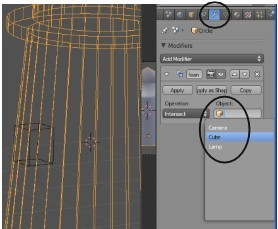 Circle
Modifiers
Add Modifier
Apply
Copy
Operation:
Object:
Intersect
Camera
Cube
Lamp